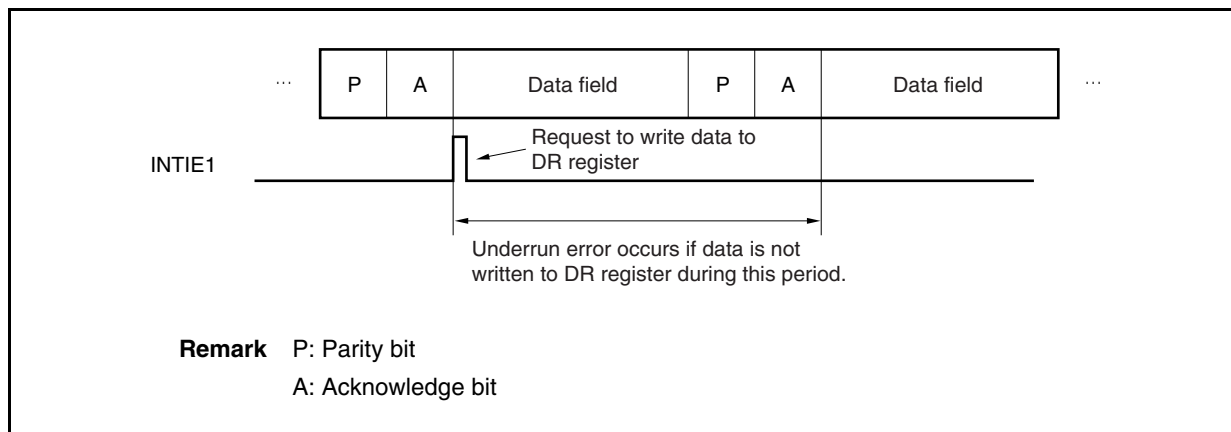 ... P A Data field P A Data field ...
INTIE1
Request to write data to
DR register
Underrun error occurs if data is not
written to DR register during this period.
Remark P: Parity bit
A: Acknowledge bit